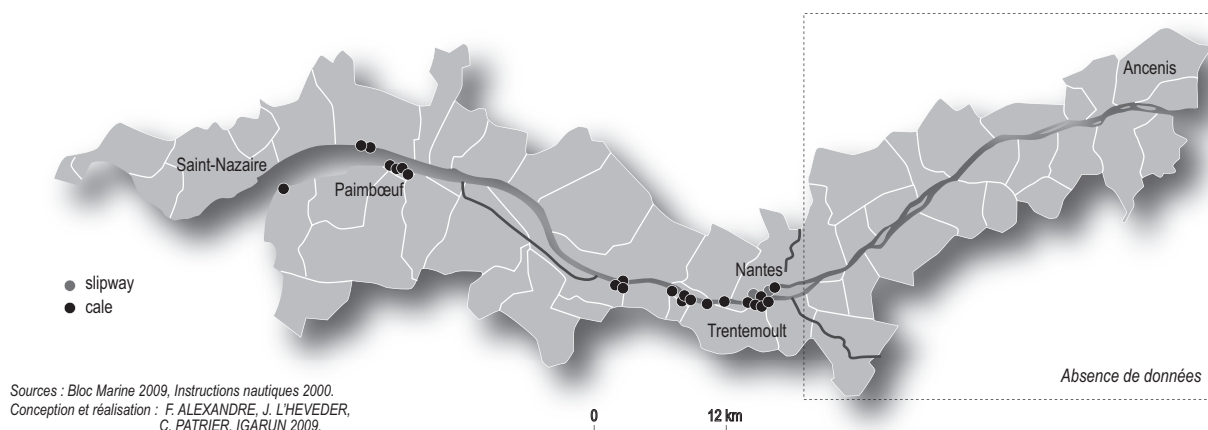 Ancenis
Saint-Nazaire
Paimbœuf
Nantes
slipway
cale
Trentemoult
Absence de données
Sources : Bloc Marine 2009, Instructions nautiques 2000.
Conception et réalisation : F. ALEXANDRE, J. L'HEVEDER,
C. PATRIER, IGARUN 2009.
0 12 km